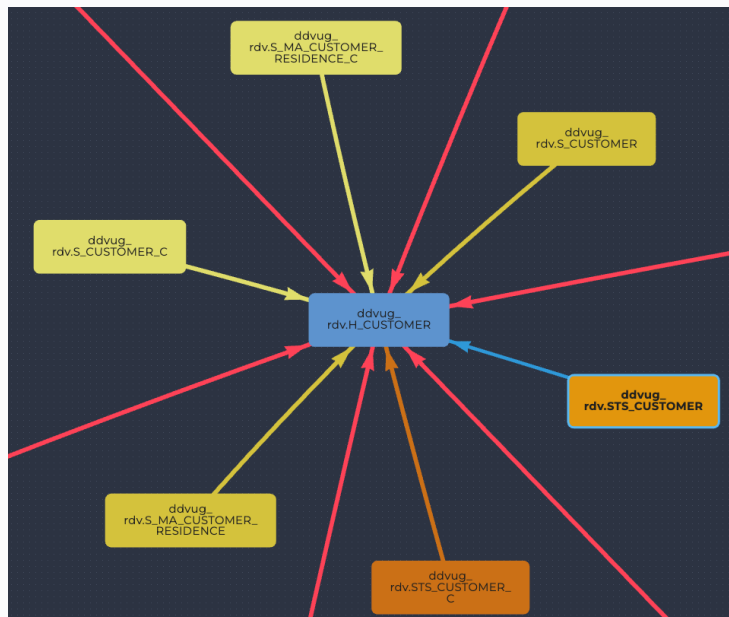 ddvug_
rdv.S_MA_CUSTOMER_
RESIDENCE_C
ddvug_
rdv.S_CUSTOMER
ddvug_
rdv.S_CUSTOMER_C
ddvug_
rdv.H_CUSTOMER
ddvug_
rdv.STS_CUSTOMER
ddvug_
rdv.S_MA_CUSTOMER_
RESIDENCE
ddvug_
rdv.STS_CUSTOMER_
C